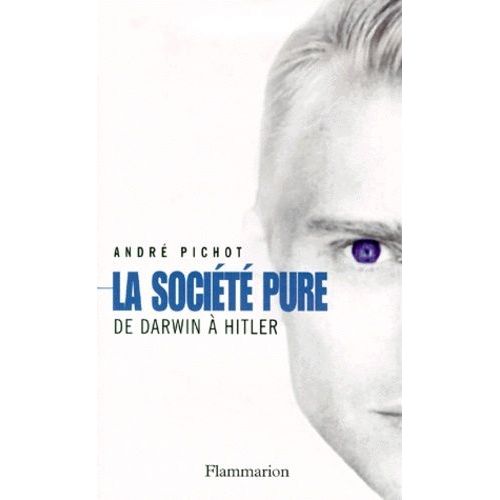 ANDRÉ PICHOT
LA SOCIÉTÉ PURE
DE DARWIN À HITLER
Flammarion